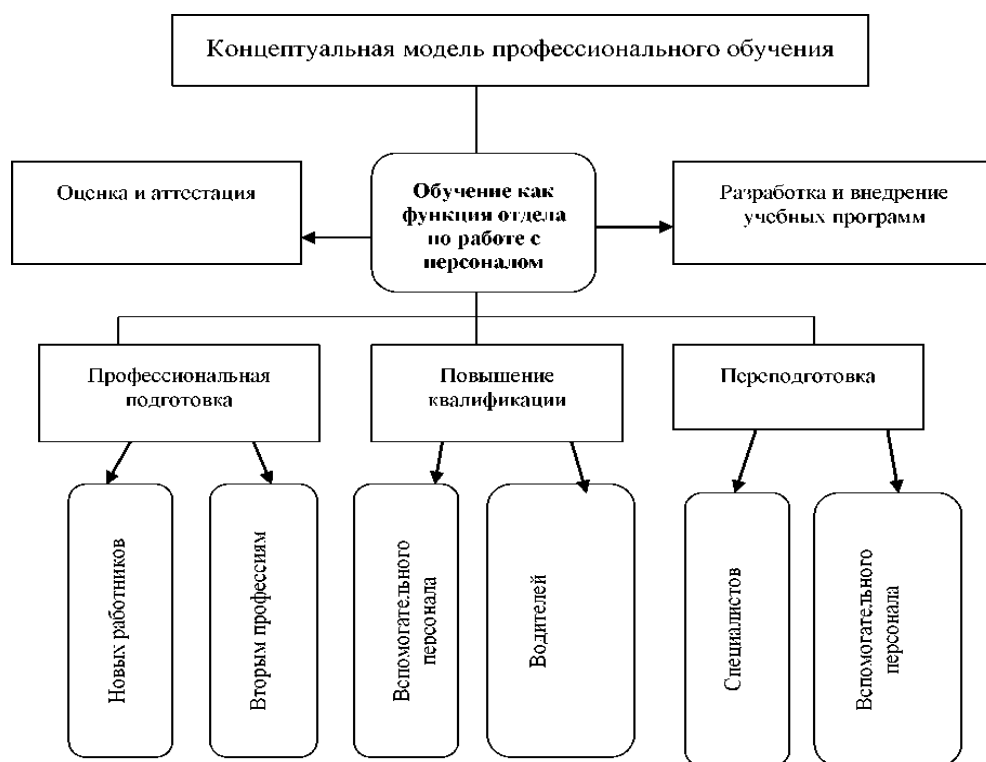 Концептуальная модель профессионального обучения
Оценка и аттестация
Обучение как
функция отдела
по работе с
персоналом
Разработка и внедрение
учебных программ
Профессиональная
подготовка
Повышение
квалификации
Переподготовка
Новых работников
Вторым профессиям
Вспомогательного
персонала
Водителей
Специалистов
Вспомогательного
персонала